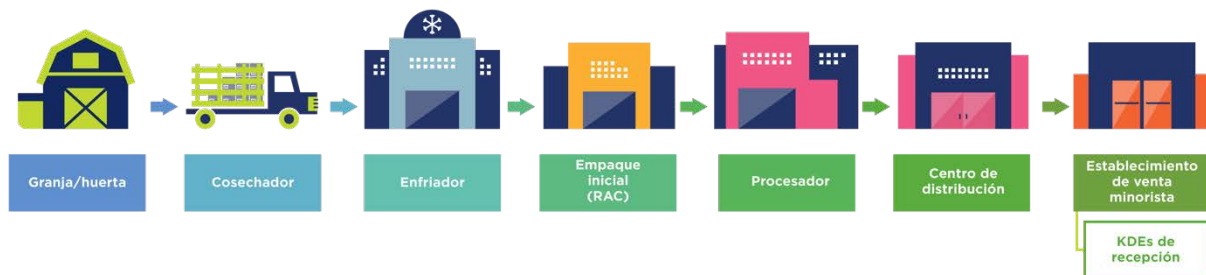 Granja/huerta
Cosechador
Enfriador
Empaque
inicial
(RAC)
Procesador
Centro de
distribución
Establecimiento
de venta
minorista
KDEs de
recepción